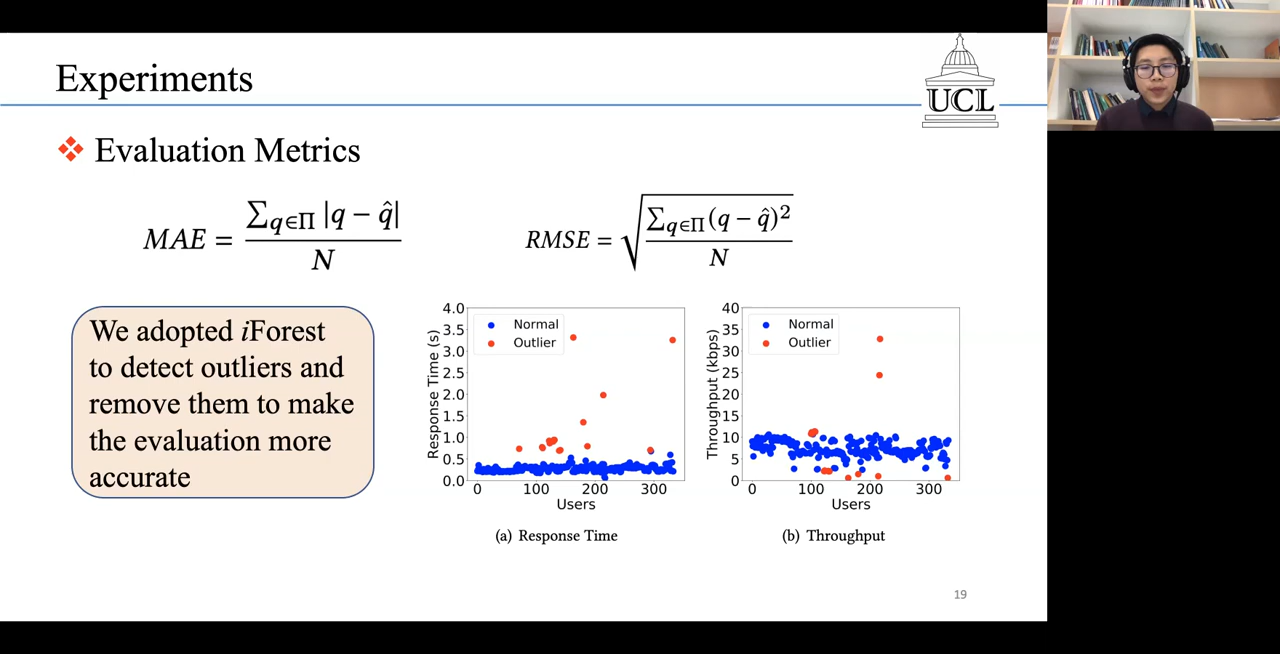 Experiments
UCL
❖ Evaluation Metrics
MAE = ∑q∈Π |q − q̂| / N
RMSE = √(∑q∈Π (q − q̂)² / N)
We adopted iForest
to detect outliers and
remove them to make
the evaluation more
accurate
Response Time (s)
4.0
3.5
3.0
2.5
2.0
1.5
1.0
0.5
0.0
Normal
Outlier
0 100 200 300
Users
(a) Response Time
Throughput (kbps)
40
35
30
25
20
15
10
5
0
Normal
Outlier
0 100 200 300
Users
(b) Throughput
19